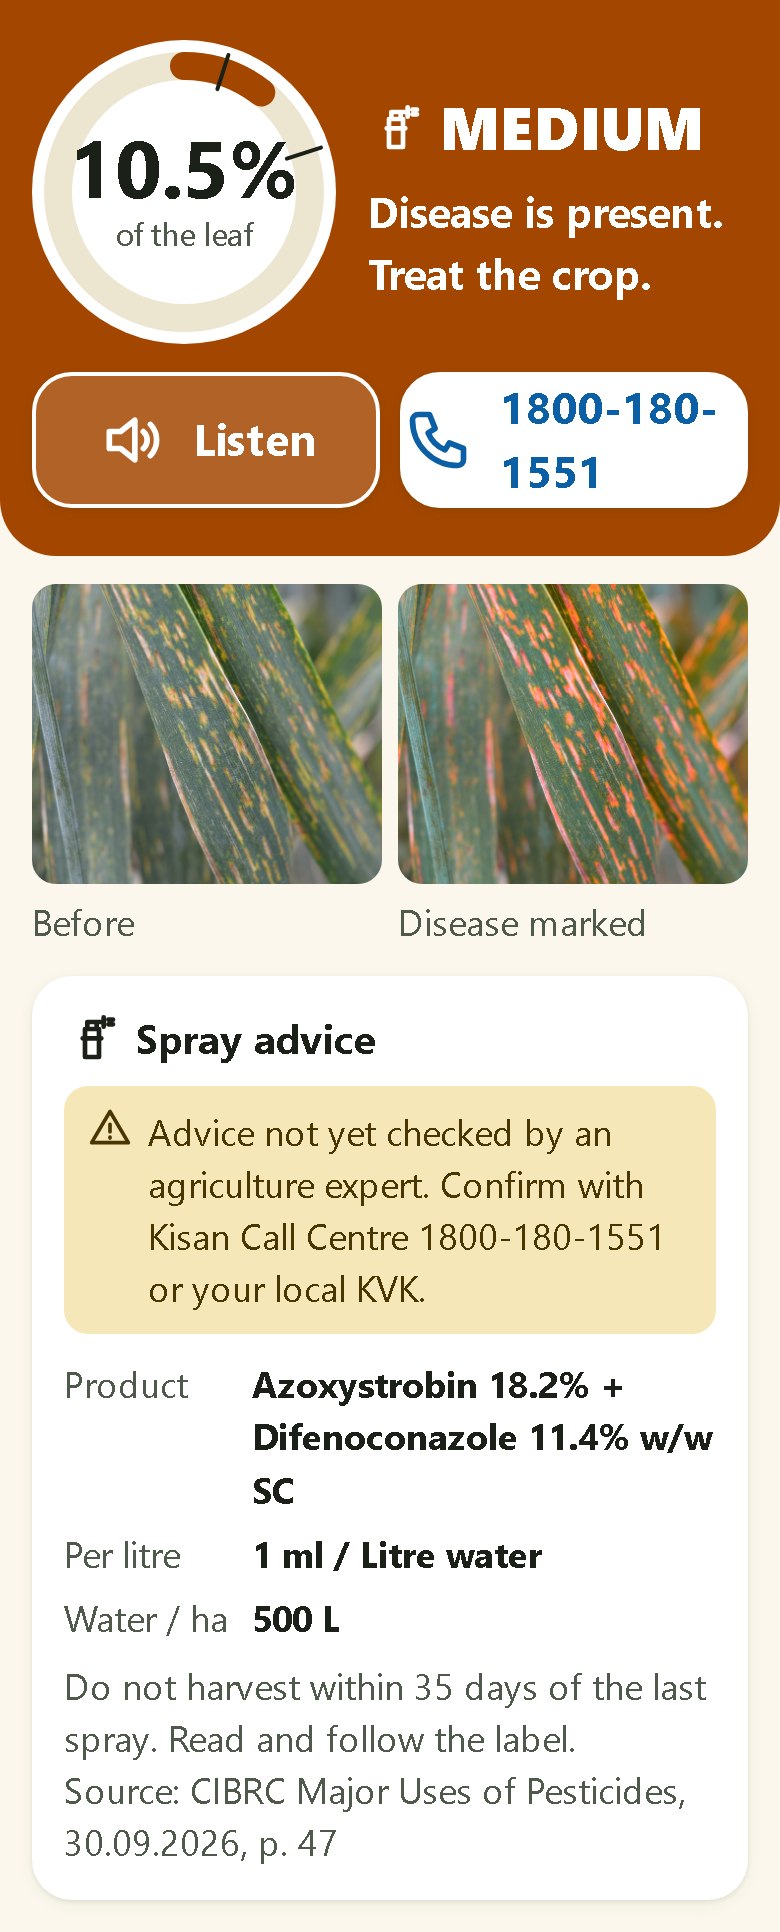 10.5%
of the leaf
MEDIUM
Disease is present.
Treat the crop.
Listen
1800-180-
1551
Before
Disease marked
Spray advice
Advice not yet checked by an
agriculture expert. Confirm with
Kisan Call Centre 1800-180-1551
or your local KVK.
Product
Azoxystrobin 18.2% +
Difenoconazole 11.4% w/w
SC
Per litre
1 ml / Litre water
Water / ha
500 L
Do not harvest within 35 days of the last
spray. Read and follow the label.
Source: CIBRC Major Uses of Pesticides,
30.09.2026, p. 47